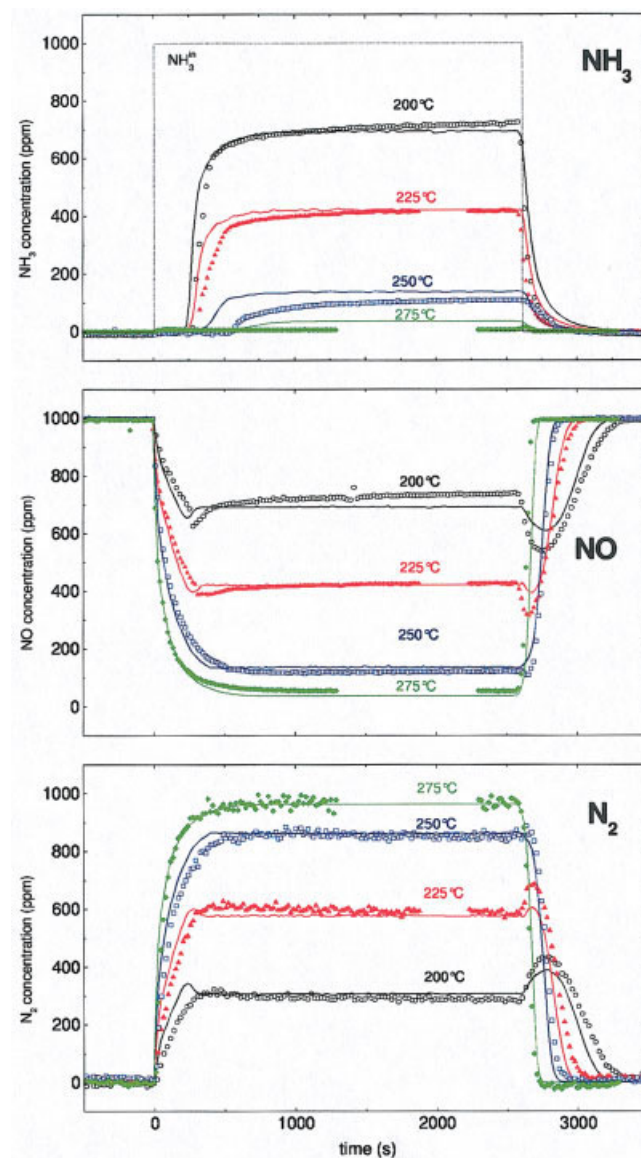 1000
800
600
400
200
0
NH₃ concentration (ppm)
NH₃ⁱⁿ
NH₃
200°C
225°C
250°C
275°C
1000
800
600
400
200
0
NO concentration (ppm)
200°C
NO
225°C
250°C
275°C
1000
800
600
400
200
0
N₂ concentration (ppm)
275°C
N₂
250°C
225°C
200°C
0
1000
2000
3000
time (s)